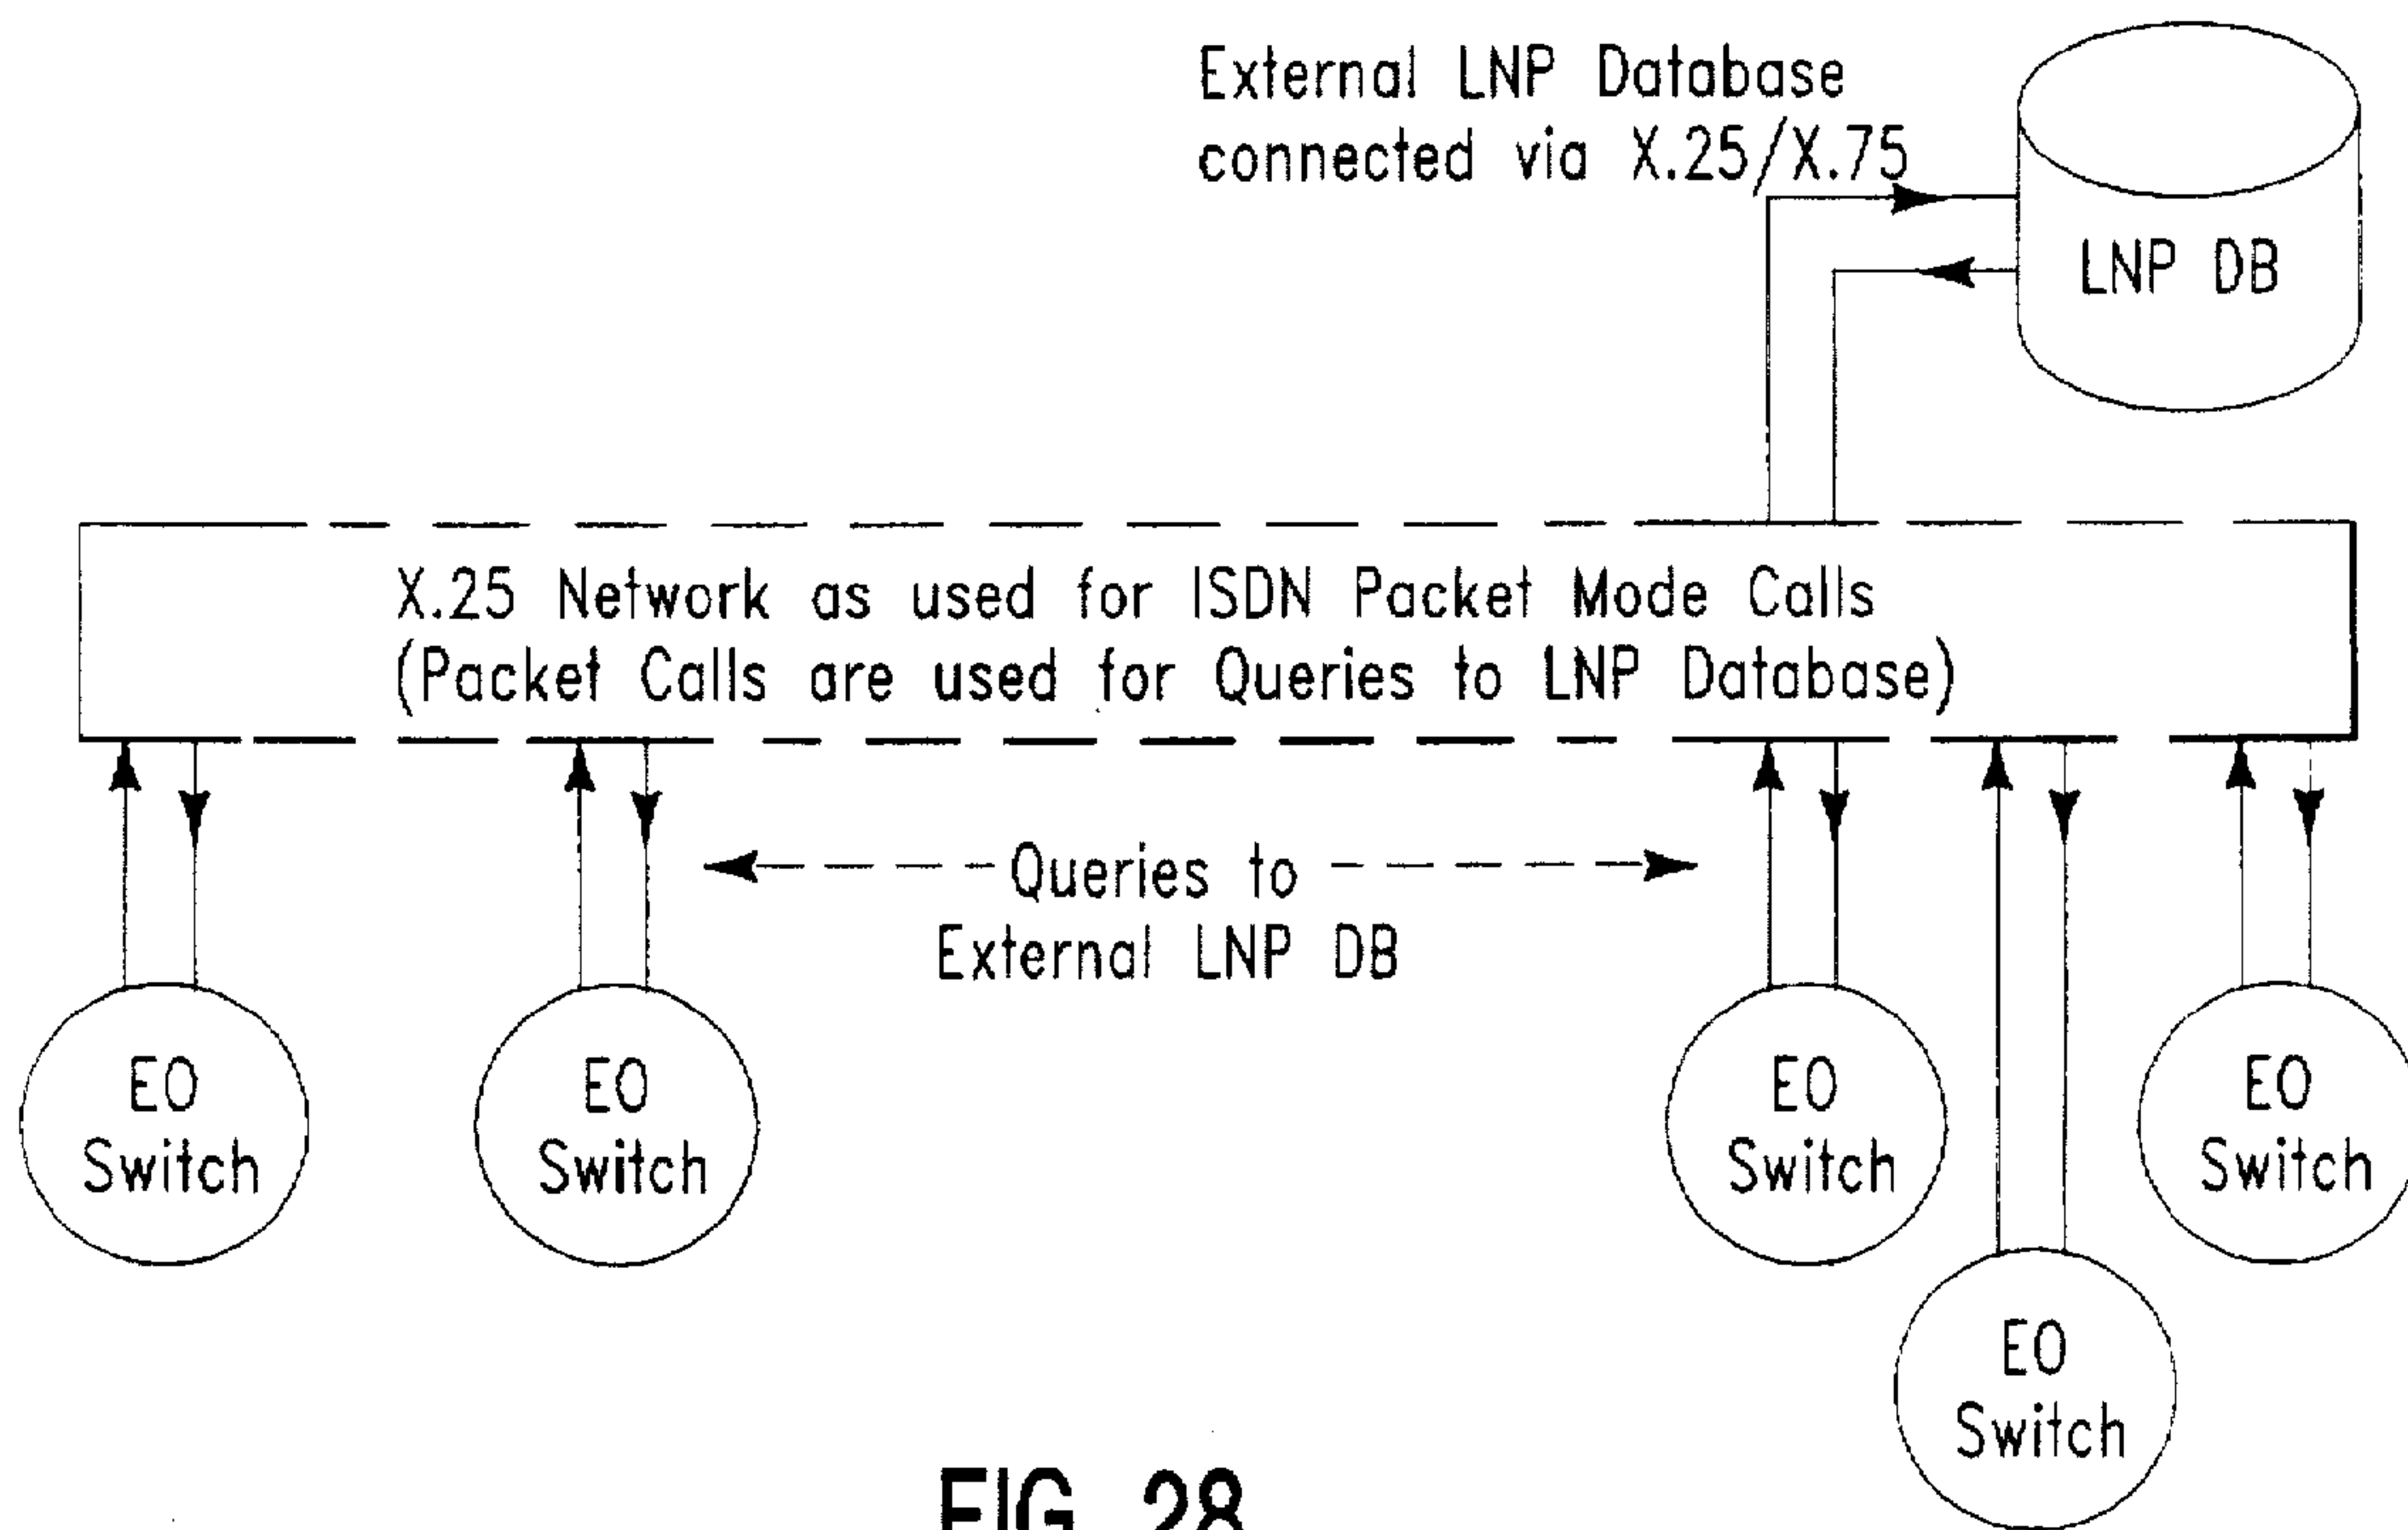 External LNP Database
connected via X.25/X.75
LNP DB
X.25 Network as used for ISDN Packet Mode Calls
(Packet Calls are used for Queries to LNP Database)
Queries to
External LNP DB
EO
Switch
EO
Switch
EO
Switch
EO
Switch
EO
Switch
FIG. 28